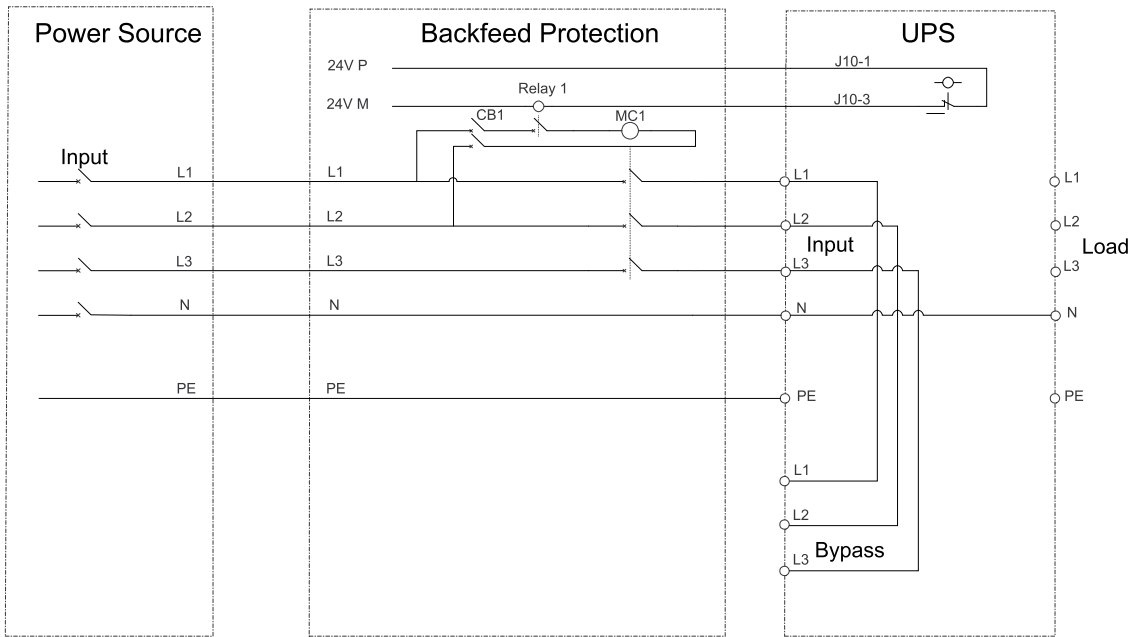 Power Source
Backfeed Protection
UPS
24V P
J10-1
Relay 1
24V M
J10-3
CB1
MC1
Input
L1
L1
L1
L1
L2
L2
L2
L2
Input
Load
L3
L3
L3
L3
N
N
N
N
PE
PE
PE
PE
L1
L2
L3
Bypass